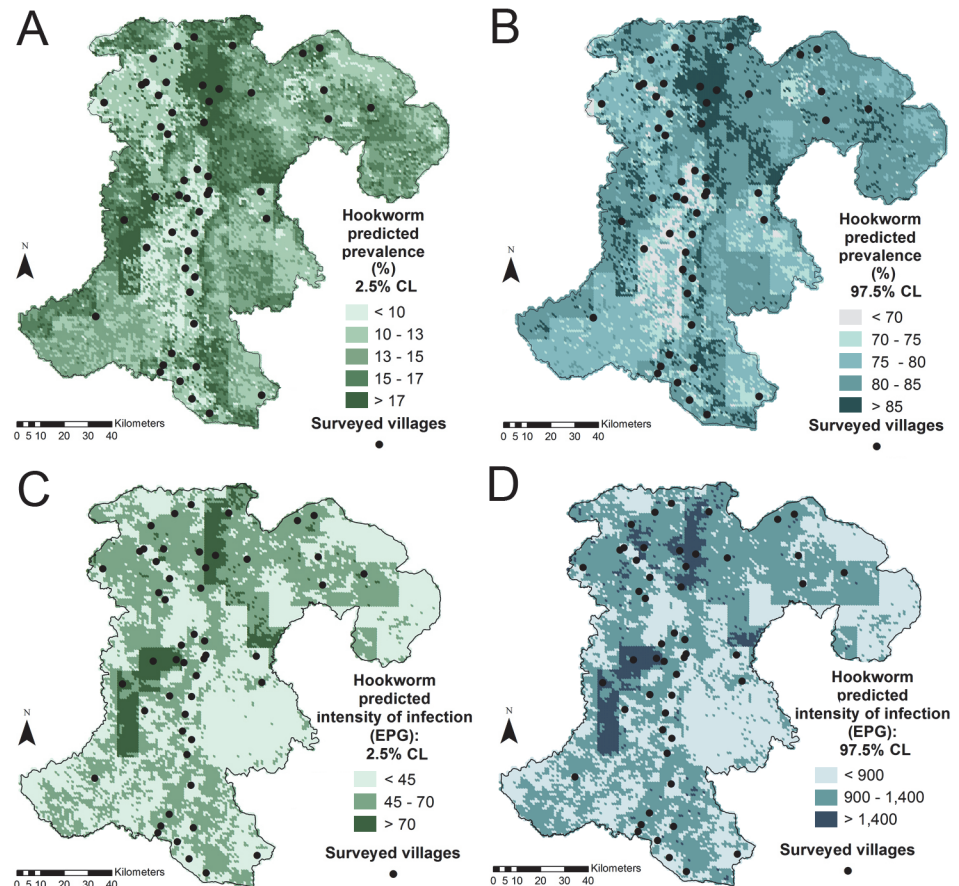 A
N
Hookworm
predicted
prevalence
(%)
2.5% CL
< 10
10 - 13
13 - 15
15 - 17
> 17
Kilometers
0 5 10 20 30 40
Surveyed villages
B
N
Hookworm
predicted
prevalence
(%)
97.5% CL
< 70
70 - 75
75 - 80
80 - 85
> 85
Kilometers
0 5 10 20 30 40
Surveyed villages
C
N
Hookworm
predicted
intensity of infection
(EPG):
2.5% CL
< 45
45 - 70
> 70
Kilometers
0 5 10 20 30 40
Surveyed villages
D
N
Hookworm
predicted
intensity of infection
(EPG):
97.5% CL
< 900
900 - 1,400
> 1,400
Kilometers
0 5 10 20 30 40
Surveyed villages